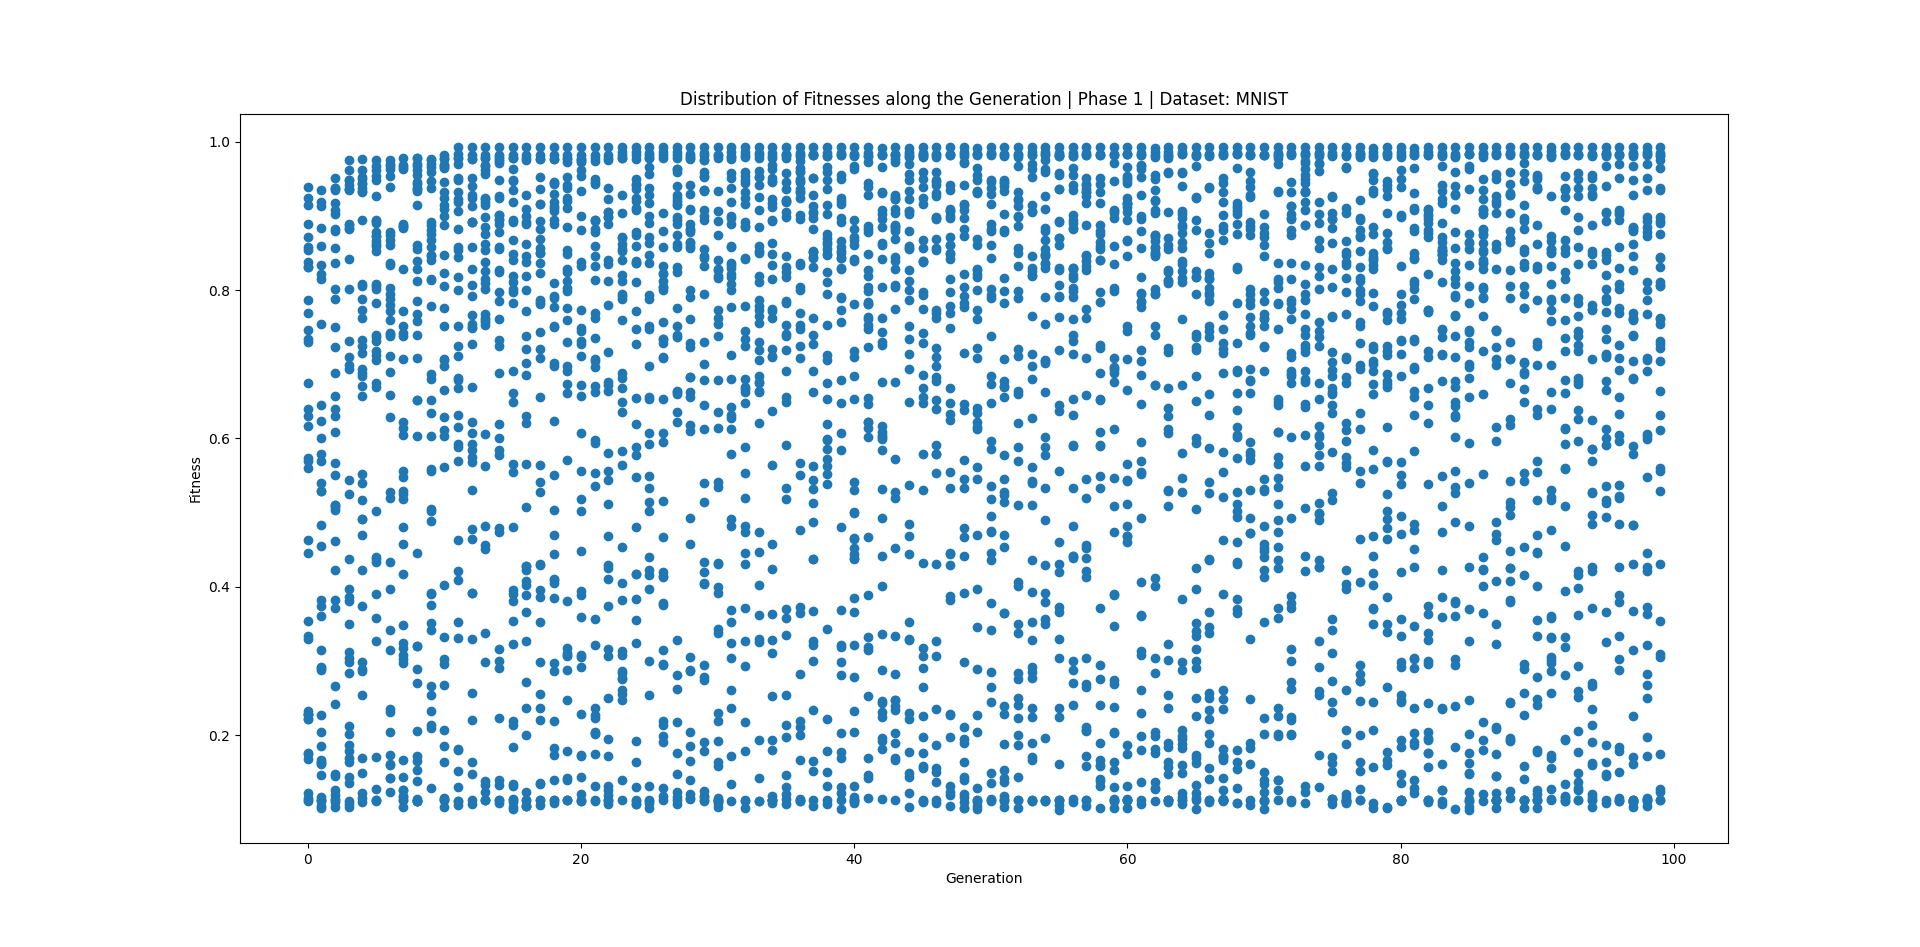 Distribution of Fitnesses along the Generation | Phase 1 | Dataset: MNIST
1.0
0.8
0.6
Fitness
0.4
0.2
0 20 40 60 80 100
Generation